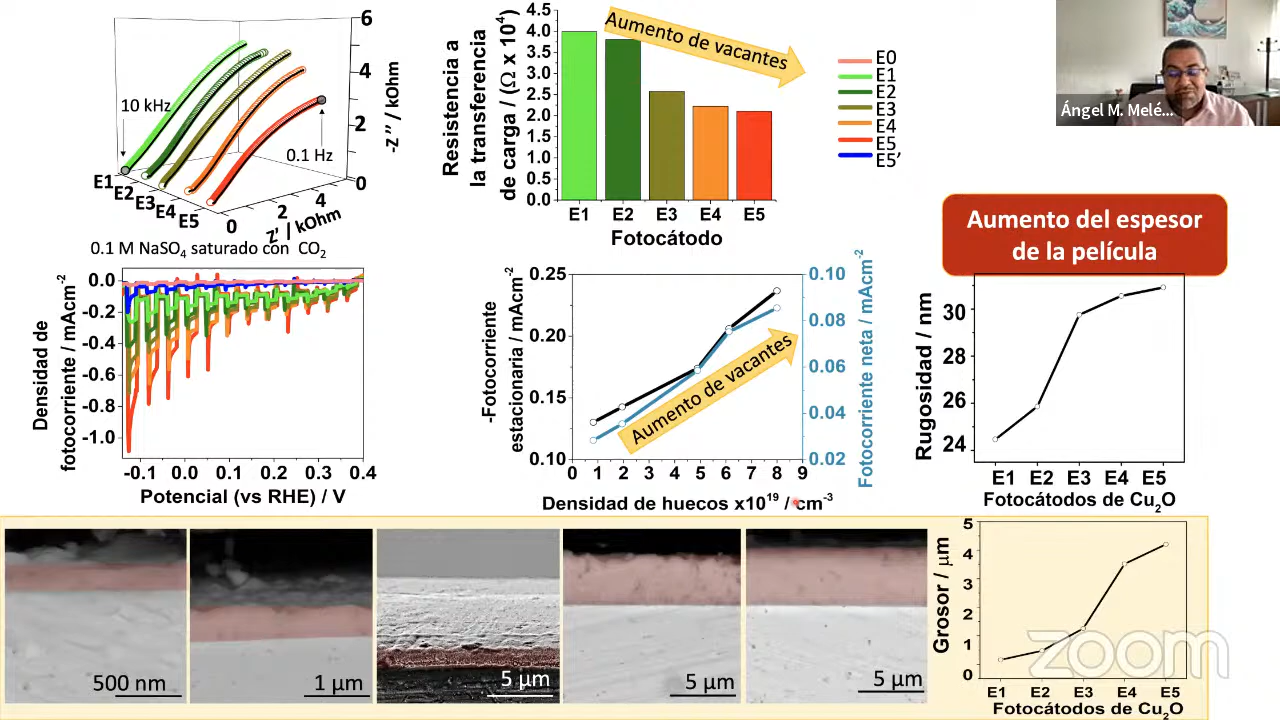 6
4
2
0
-Z'' / kOhm
10 kHz
0.1 Hz
E1
E2
E3
E4
E5
0
2
4
Z' / kOhm
Resistencia a
la transferencia
de carga / (Ω x 10⁴)
4.5
4.0
3.5
3.0
2.5
2.0
1.5
1.0
0.5
0.0
Aumento de vacantes
E1 E2 E3 E4 E5
Fotocátodo
E0
E1
E2
E3
E4
E5
E5’
Ángel M. Melé...
0.1 M NaSO₄ saturado con CO₂
Densidad de
fotocorriente / mAcm⁻²
0.0
-0.2
-0.4
-0.6
-0.8
-1.0
-0.1 0.0 0.1 0.2 0.3 0.4
Potencial (vs RHE) / V
-Fotocorriente
estacionaria / mAcm⁻²
0.25
0.20
0.15
0.10
Aumento de vacantes
0.10
0.08
0.06
0.04
0.02
Fotocorriente neta / mAcm⁻²
0 1 2 3 4 5 6 7 8 9
Densidad de huecos x10¹⁹ / cm⁻³
Aumento del espesor
de la película
Rugosidad / nm
30
28
26
24
E1 E2 E3 E4 E5
Fotocátodos de Cu₂O
500 nm
1 μm
5 μm
5 μm
5 μm
Grosor / μm
5
4
3
2
1
0
E1 E2 E3 E4 E5
Fotocátodos de Cu₂O
zoom